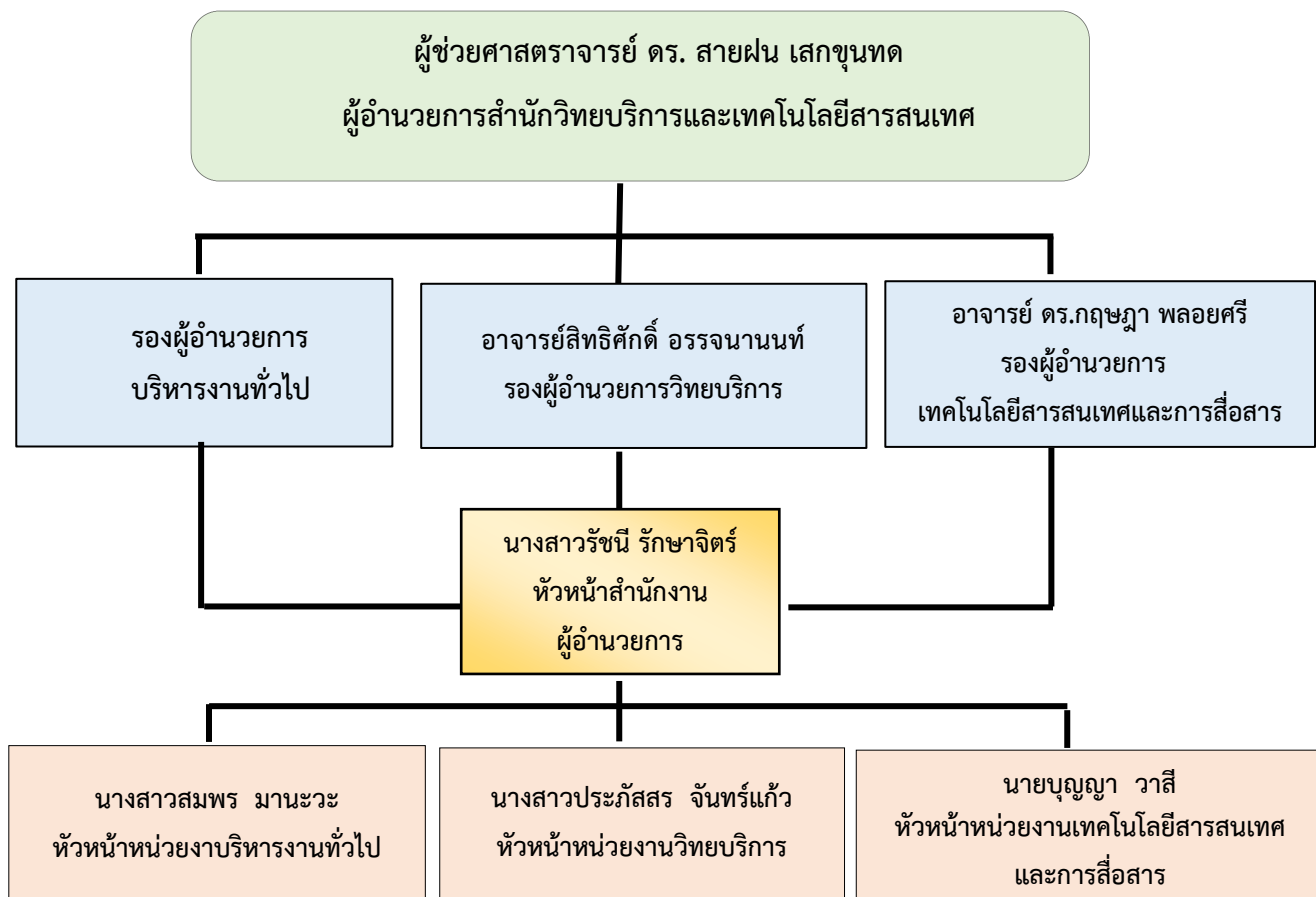 ผู้ช่วยศาสตราจารย์ ดร. สายฝน เสกขุนทด
ผู้อำนวยการสำนักวิทยบริการและเทคโนโลยีสารสนเทศ
รองผู้อำนวยการ
บริหารงานทั่วไป
อาจารย์สิทธิศักดิ์ อรรจนานนท์
รองผู้อำนวยการวิทยบริการ
อาจารย์ ดร.กฤษฎา พลอยศรี
รองผู้อำนวยการ
เทคโนโลยีสารสนเทศและการสื่อสาร
นางสาวรัชนี รักษาจิตร์
หัวหน้าสำนักงาน
ผู้อำนวยการ
นางสาวสมพร มานะวะ
หัวหน้าหน่วยงาบริหารงานทั่วไป
นางสาวประภัสสร จันทร์แก้ว
หัวหน้าหน่วยงานวิทยบริการ
นายบุญญา วาสี
หัวหน้าหน่วยงานเทคโนโลยีสารสนเทศ
และการสื่อสาร